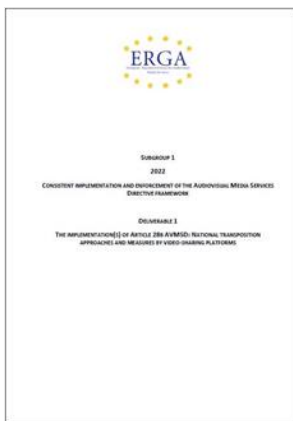 ERGA
SUBGROUP 1
2022
CONSISTENT IMPLEMENTATION AND ENFORCEMENT OF THE AUDIOVISUAL MEDIA SERVICES
DIRECTIVE FRAMEWORK
DELIVERABLE 1
THE IMPLEMENTATION(S) OF ARTICLE 28B AVMSD: NATIONAL TRANSPOSITION
APPROACHES AND MEASURES BY VIDEO-SHARING PLATFORMS